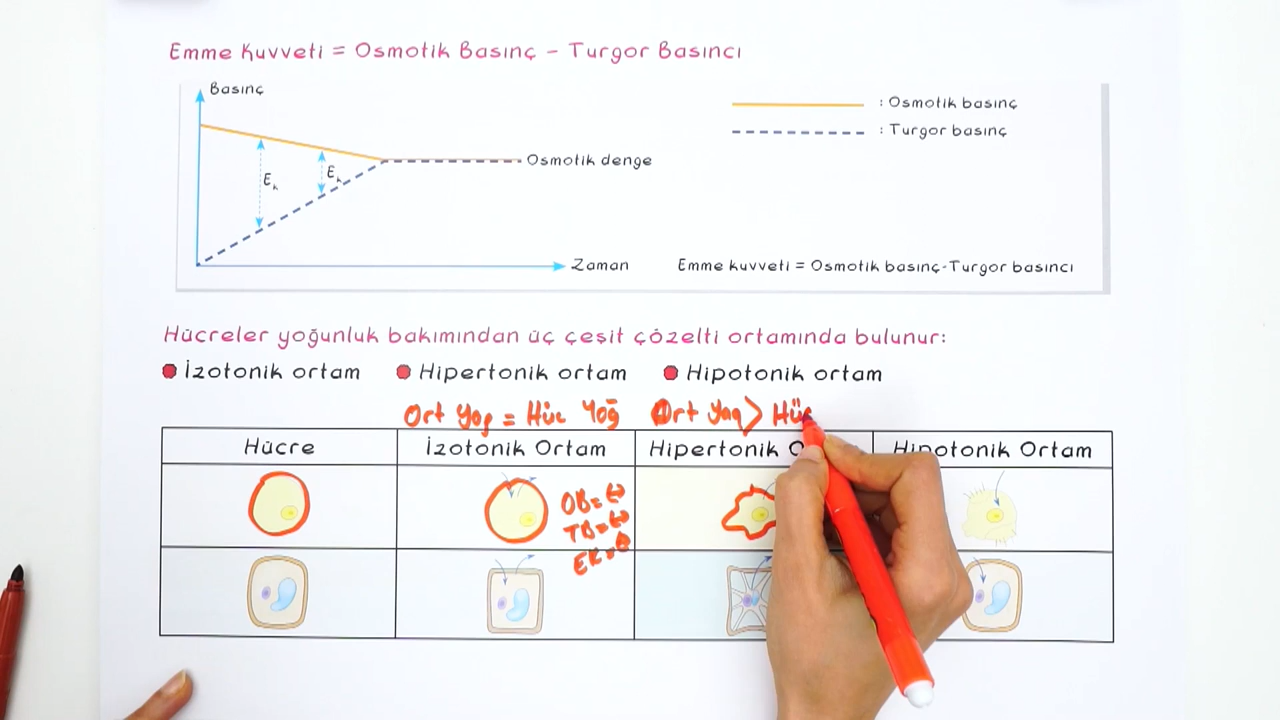 Emme Kuvveti = Osmotik Basınç - Turgor Basıncı
Basınç
: Osmotik basınç
: Turgor basınç
Osmotik denge
Eₖ
Eₖ
Zaman
Emme kuvveti = Osmotik basınç-Turgor basıncı
Hücreler yoğunluk bakımından üç çeşit çözelti ortamında bulunur:
İzotonik ortam
Hipertonik ortam
Hipotonik ortam
Ort Yoğ = Hüc Yoğ
Ort Yoğ > Hüc
Hücre
İzotonik Ortam
Hipertonik
Hipotonik Ortam
OB= ↔
TB= ↔
EK=